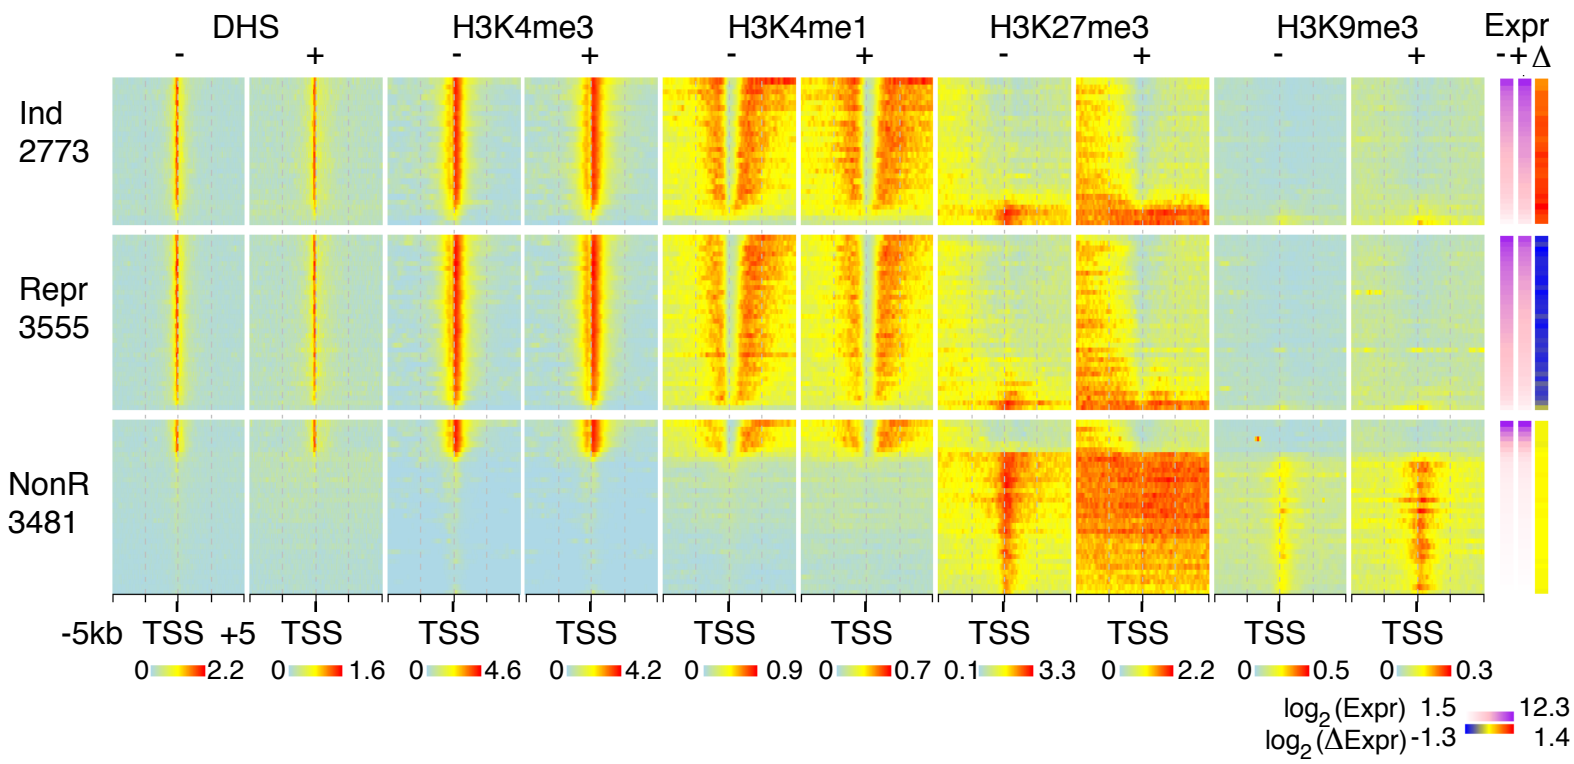 DHS H3K4me3 H3K4me1 H3K27me3 H3K9me3 Expr
- + - + - + - + - + - + Δ
Ind
2773
Repr
3555
NonR
3481
-5kb TSS +5 TSS TSS TSS TSS TSS TSS TSS TSS TSS
0 2.2 0 1.6 0 4.6 0 4.2 0 0.9 0 0.7 0.1 3.3 0 2.2 0 0.5 0 0.3
log₂(Expr) 1.5 12.3
log₂(ΔExpr) -1.3 1.4